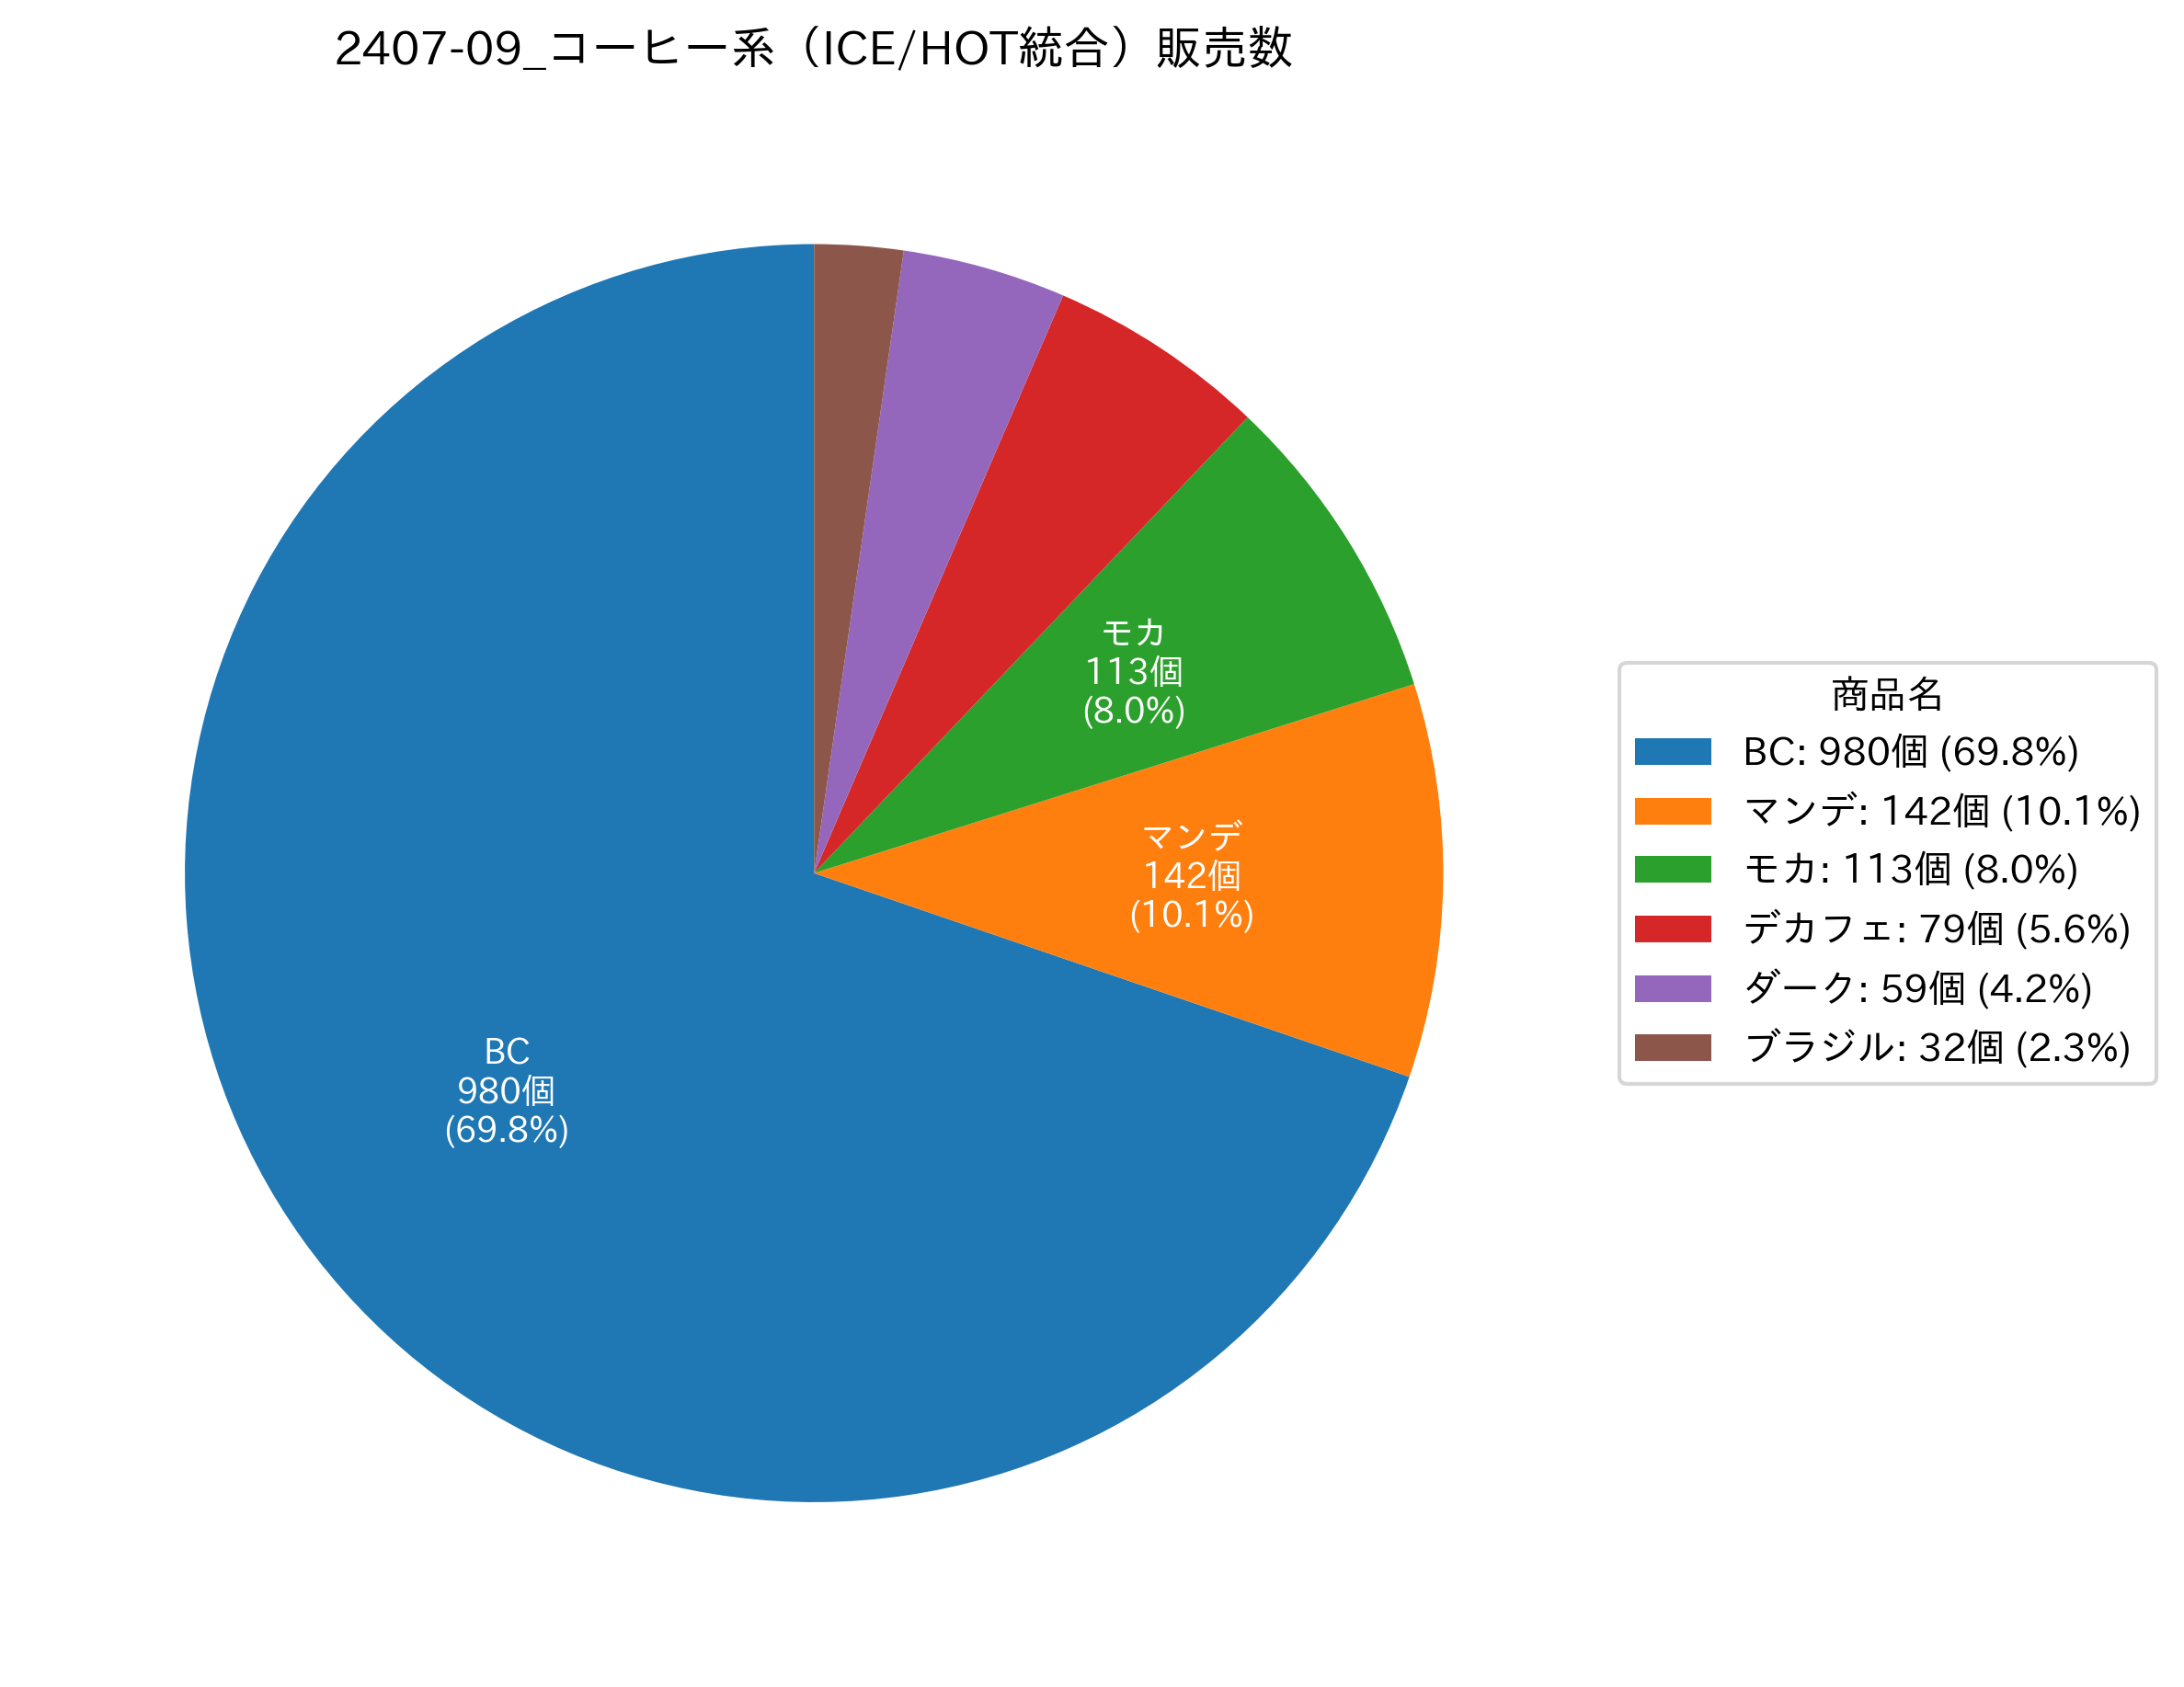 2407-09_コーヒー系（ICE/HOT統合）販売数
モカ
113個
(8.0%)
マンデ
142個
(10.1%)
BC
980個
(69.8%)
商品名
BC: 980個 (69.8%)
マンデ: 142個 (10.1%)
モカ: 113個 (8.0%)
デカフェ: 79個 (5.6%)
ダーク: 59個 (4.2%)
ブラジル: 32個 (2.3%)